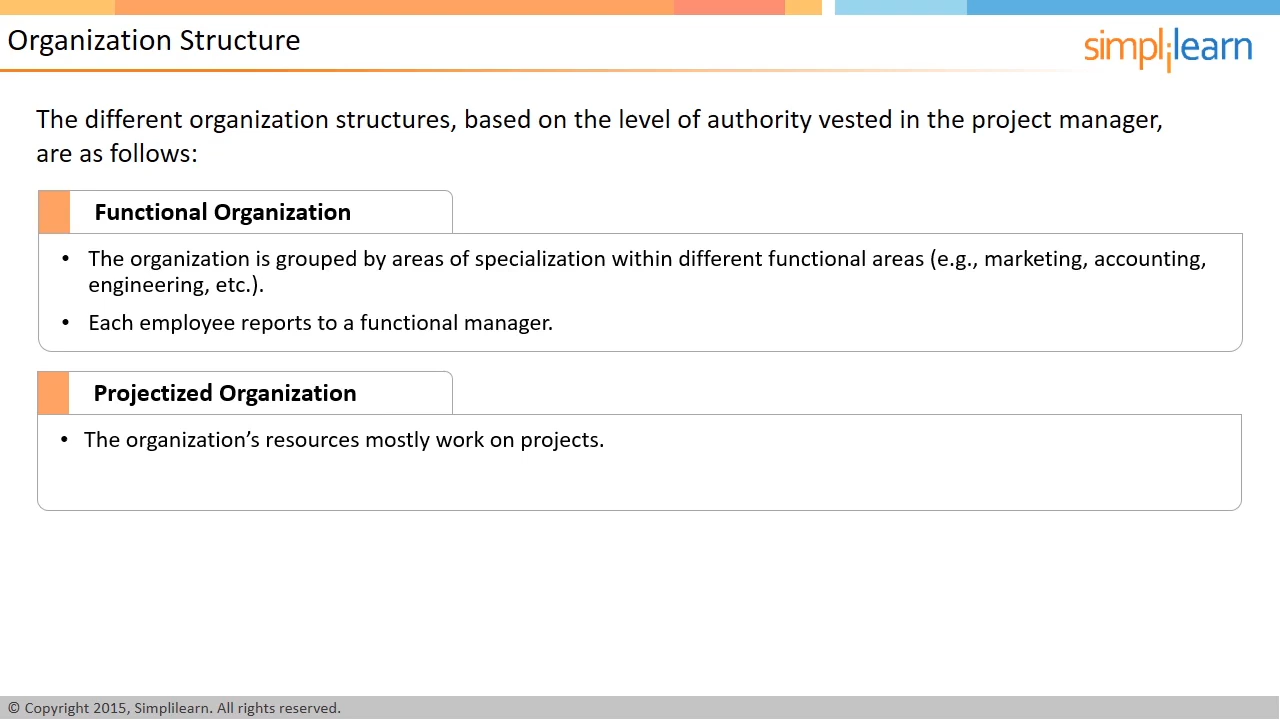 Organization Structure
simplilearn
The different organization structures, based on the level of authority vested in the project manager,
are as follows:
Functional Organization
• The organization is grouped by areas of specialization within different functional areas (e.g., marketing, accounting,
engineering, etc.).
• Each employee reports to a functional manager.
Projectized Organization
• The organization’s resources mostly work on projects.
© Copyright 2015, Simplilearn. All rights reserved.